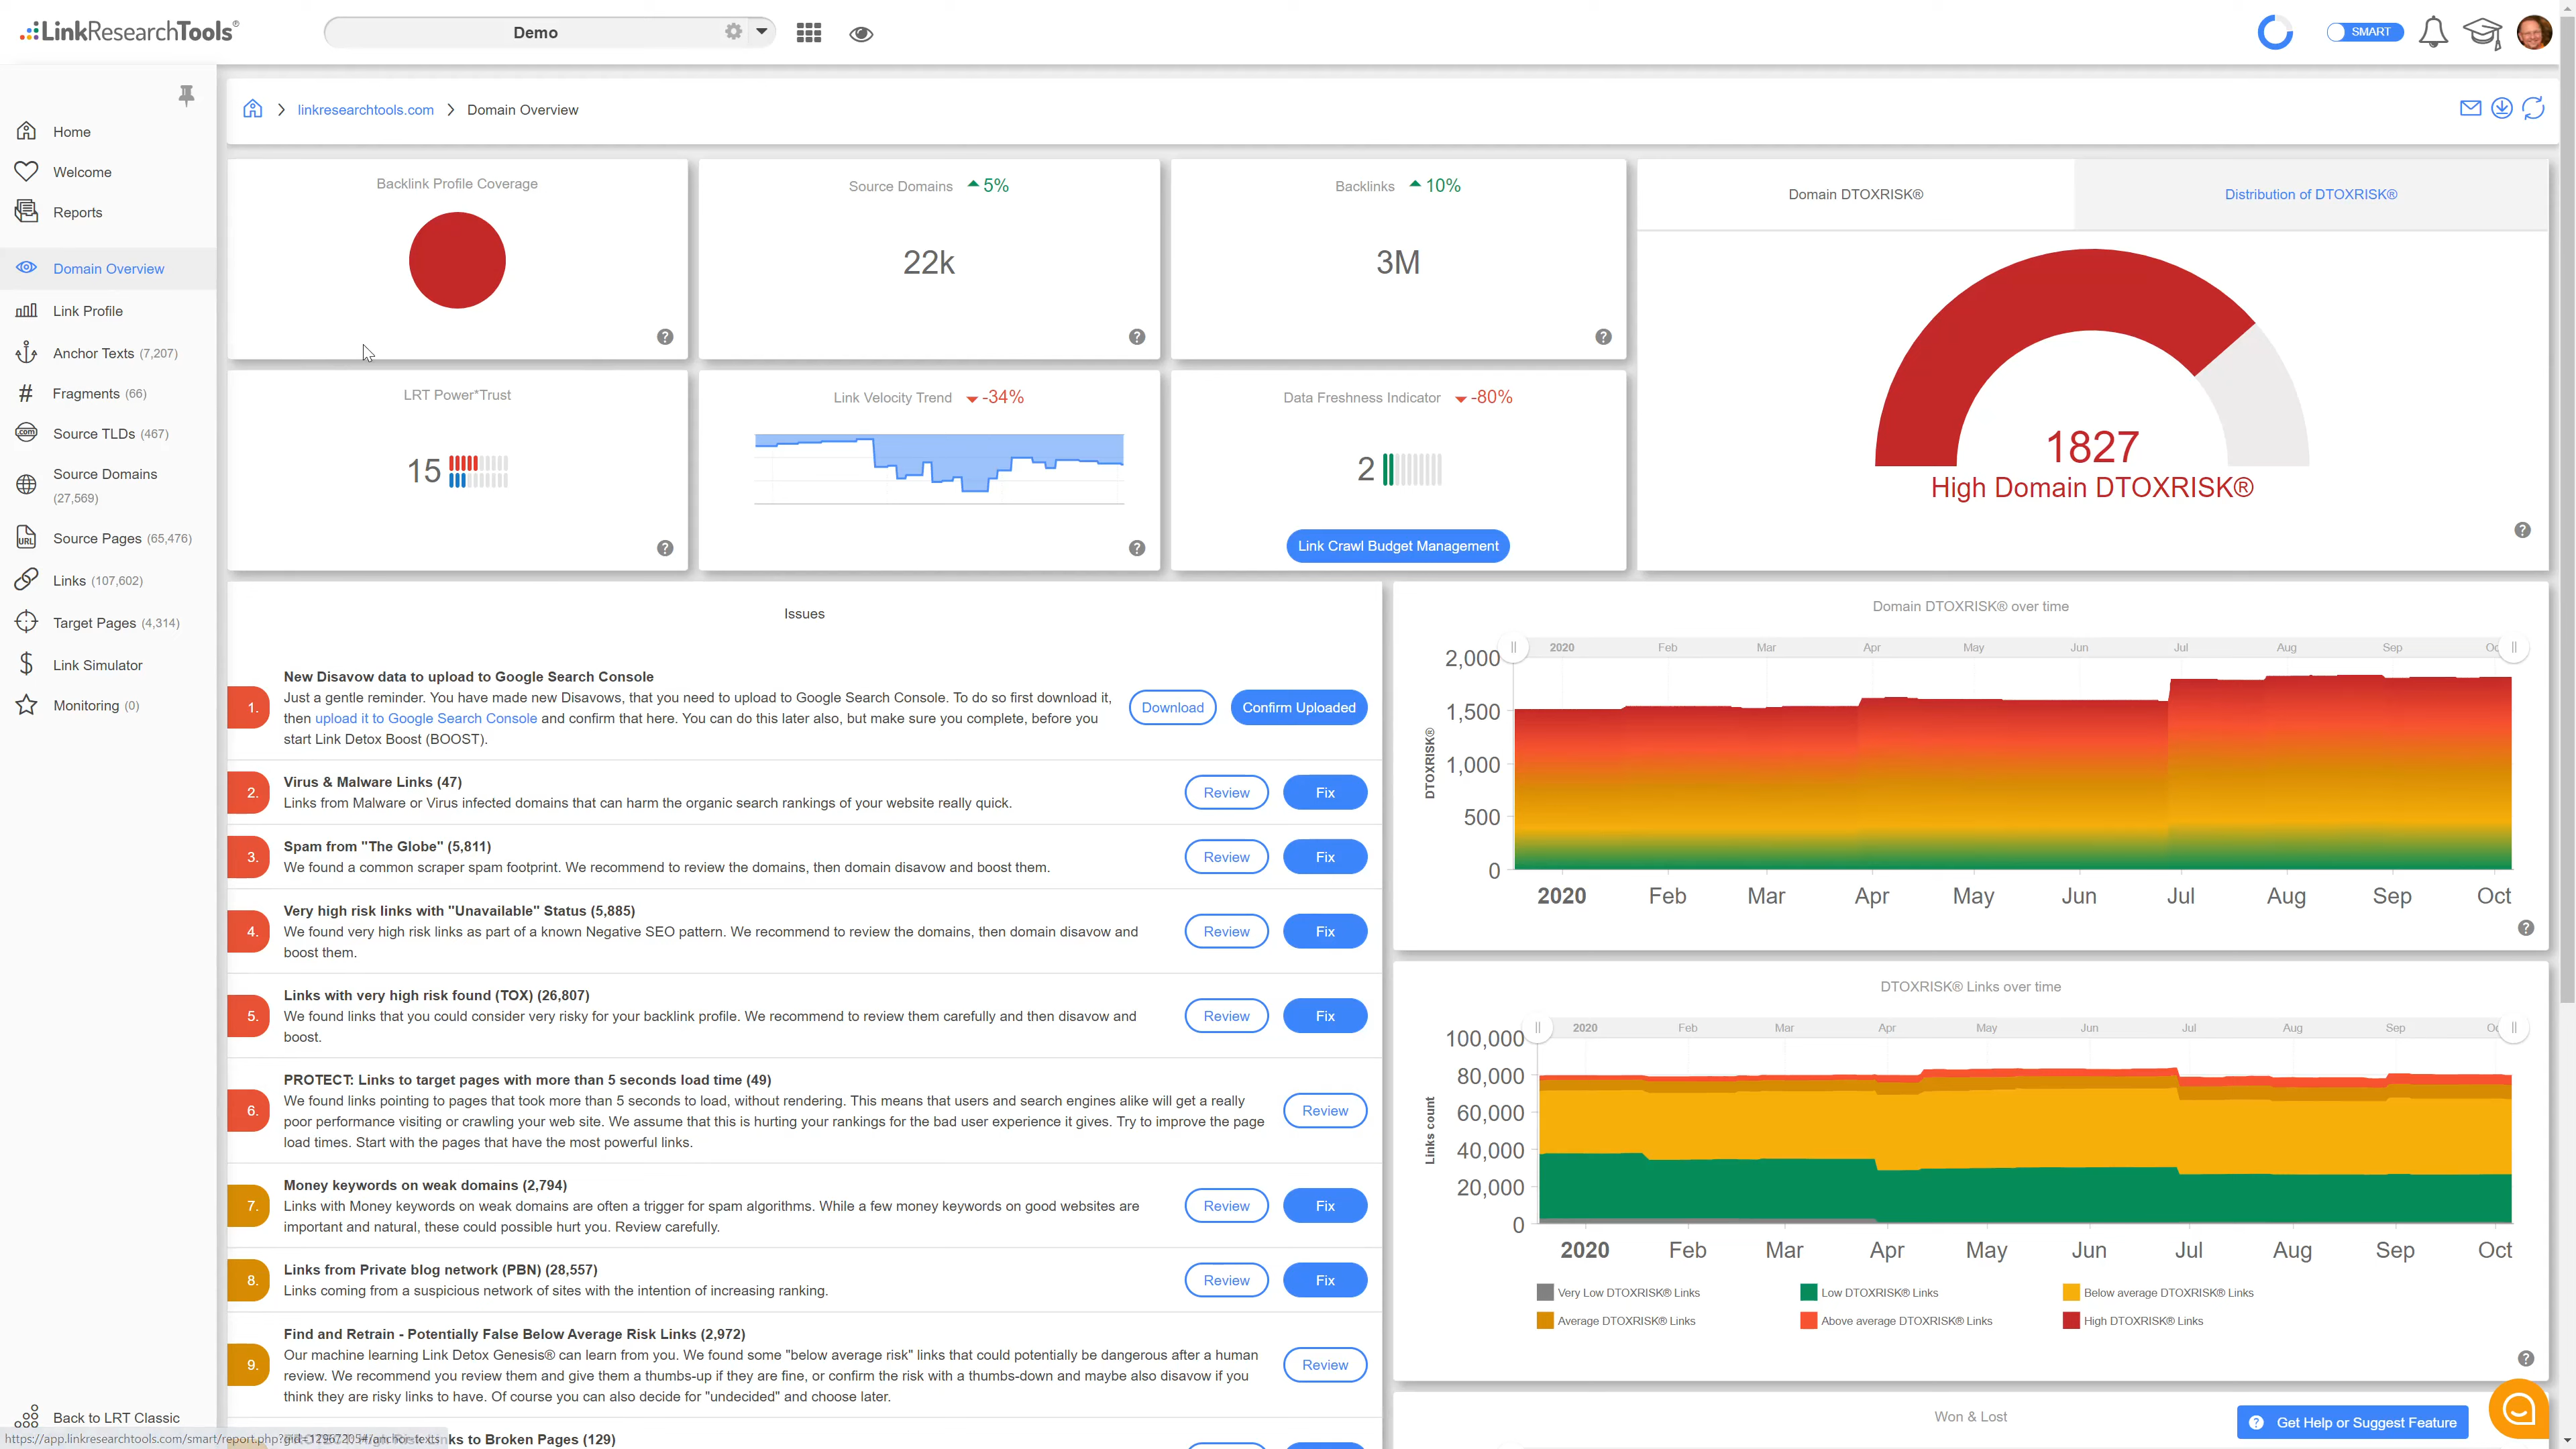 LinkResearchTools®
Demo
SMART
Home
Welcome
Reports
Domain Overview
Link Profile
Anchor Texts (7,207)
Fragments (66)
Source TLDs (467)
Source Domains
(27,569)
Source Pages (65,476)
Links (107,602)
Target Pages (4,314)
Link Simulator
Monitoring (0)
Back to LRT Classic
linkresearchtools.com > Domain Overview
Backlink Profile Coverage
Source Domains 5%
22k
Backlinks 10%
3M
LRT Power*Trust
15
Link Velocity Trend -34%
Data Freshness Indicator -80%
2
Link Crawl Budget Management
Domain DTOXRISK®
Distribution of DTOXRISK®
1827
High Domain DTOXRISK®
Issues
1.
New Disavow data to upload to Google Search Console
Just a gentle reminder. You have made new Disavows, that you need to upload to Google Search Console. To do so first download it,
then upload it to Google Search Console and confirm that here. You can do this later also, but make sure you complete, before you
start Link Detox Boost (BOOST).
Download
Confirm Uploaded
2.
Virus & Malware Links (47)
Links from Malware or Virus infected domains that can harm the organic search rankings of your website really quick.
Review
Fix
3.
Spam from "The Globe" (5,811)
We found a common scraper spam footprint. We recommend to review the domains, then domain disavow and boost them.
Review
Fix
4.
Very high risk links with "Unavailable" Status (5,885)
We found very high risk links as part of a known Negative SEO pattern. We recommend to review the domains, then domain disavow and
boost them.
Review
Fix
5.
Links with very high risk found (TOX) (26,807)
We found links that you could consider very risky for your backlink profile. We recommend to review them carefully and then disavow and
boost.
Review
Fix
6.
PROTECT: Links to target pages with more than 5 seconds load time (49)
We found links pointing to pages that took more than 5 seconds to load, without rendering. This means that users and search engines alike will get a really
poor performance visiting or crawling your web site. We assume that this is hurting your rankings for the bad user experience it gives. Try to improve the page
load times. Start with the pages that have the most powerful links.
Review
7.
Money keywords on weak domains (2,794)
Links with Money keywords on weak domains are often a trigger for spam algorithms. While a few money keywords on good websites are
important and natural, these could possible hurt you. Review carefully.
Review
Fix
8.
Links from Private blog network (PBN) (28,557)
Links coming from a suspicious network of sites with the intention of increasing ranking.
Review
Fix
9.
Find and Retrain - Potentially False Below Average Risk Links (2,972)
Our machine learning Link Detox Genesis® can learn from you. We found some "below average risk" links that could potentially be dangerous after a human
review. We recommend you review them and give them a thumbs-up if they are fine, or confirm the risk with a thumbs-down and maybe also disavow if you
think they are risky links to have. Of course you can also decide for "undecided" and choose later.
Review
ks to Broken Pages (129)
Domain DTOXRISK® over time
2020 Feb Mar Apr May Jun Jul Aug Sep
2,000
1,500
1,000
500
0
DTOXRISK®
2020 Feb Mar Apr May Jun Jul Aug Sep Oct
DTOXRISK® Links over time
2020 Feb Mar Apr May Jun Jul Aug Sep
100,000
80,000
60,000
40,000
20,000
0
Links count
2020 Feb Mar Apr May Jun Jul Aug Sep Oct
Very Low DTOXRISK® Links
Low DTOXRISK® Links
Below average DTOXRISK® Links
Average DTOXRISK® Links
Above average DTOXRISK® Links
High DTOXRISK® Links
Won & Lost
Get Help or Suggest Feature